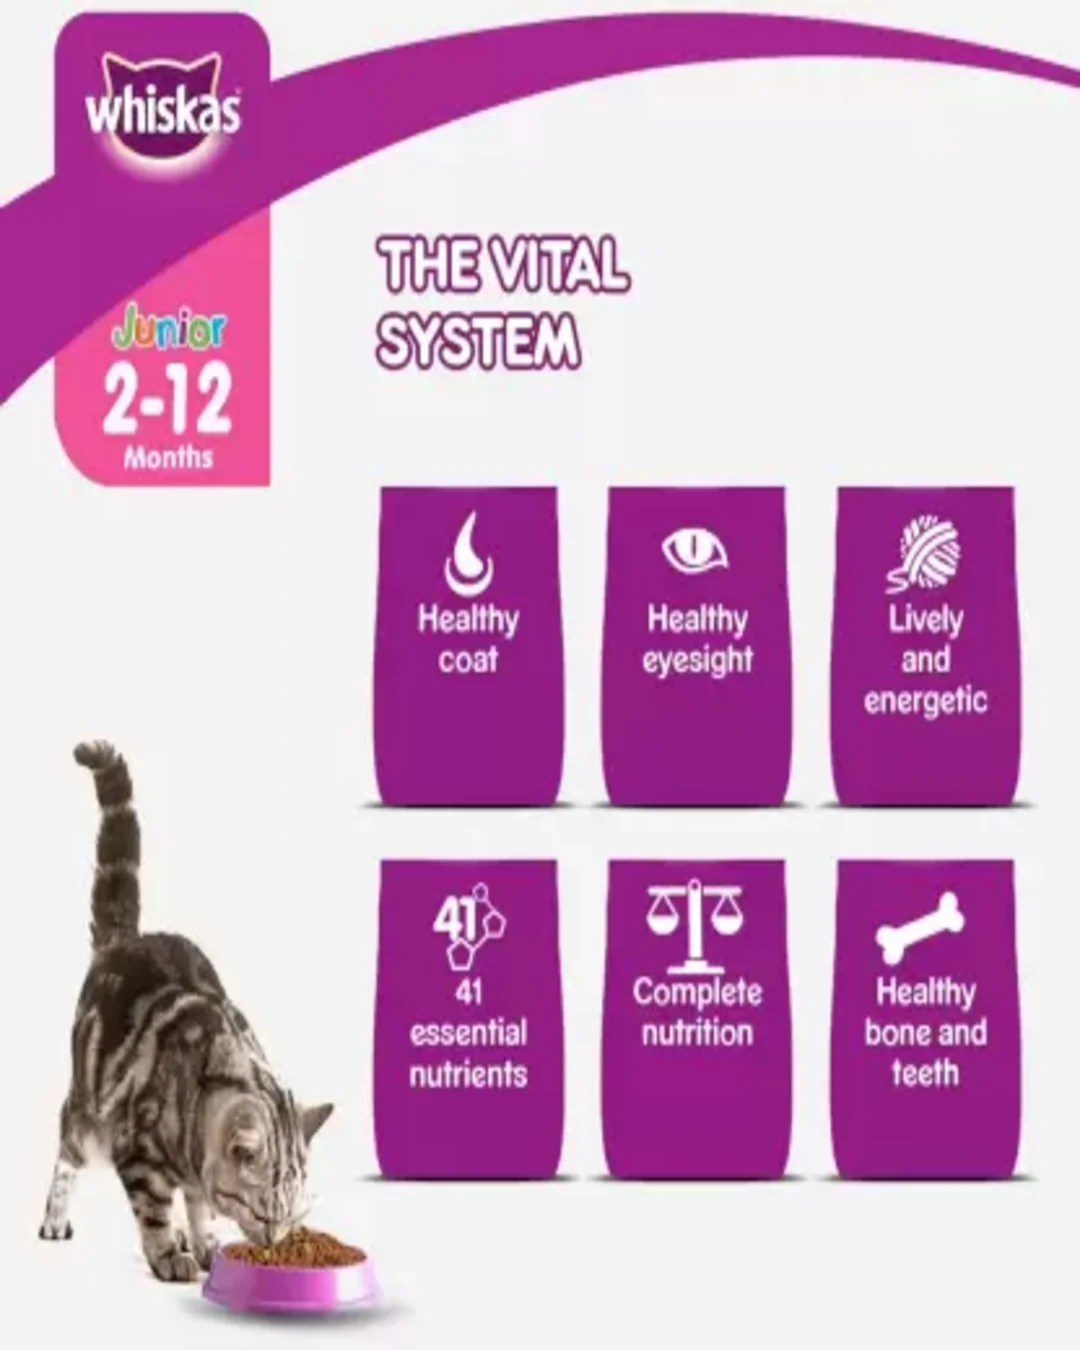 whiskas
Junior
2-12
Months
THE VITAL
SYSTEM
Healthy
coat
Healthy
eyesight
Lively
and
energetic
41
41
essential
nutrients
Complete
nutrition
Healthy
bone and
teeth